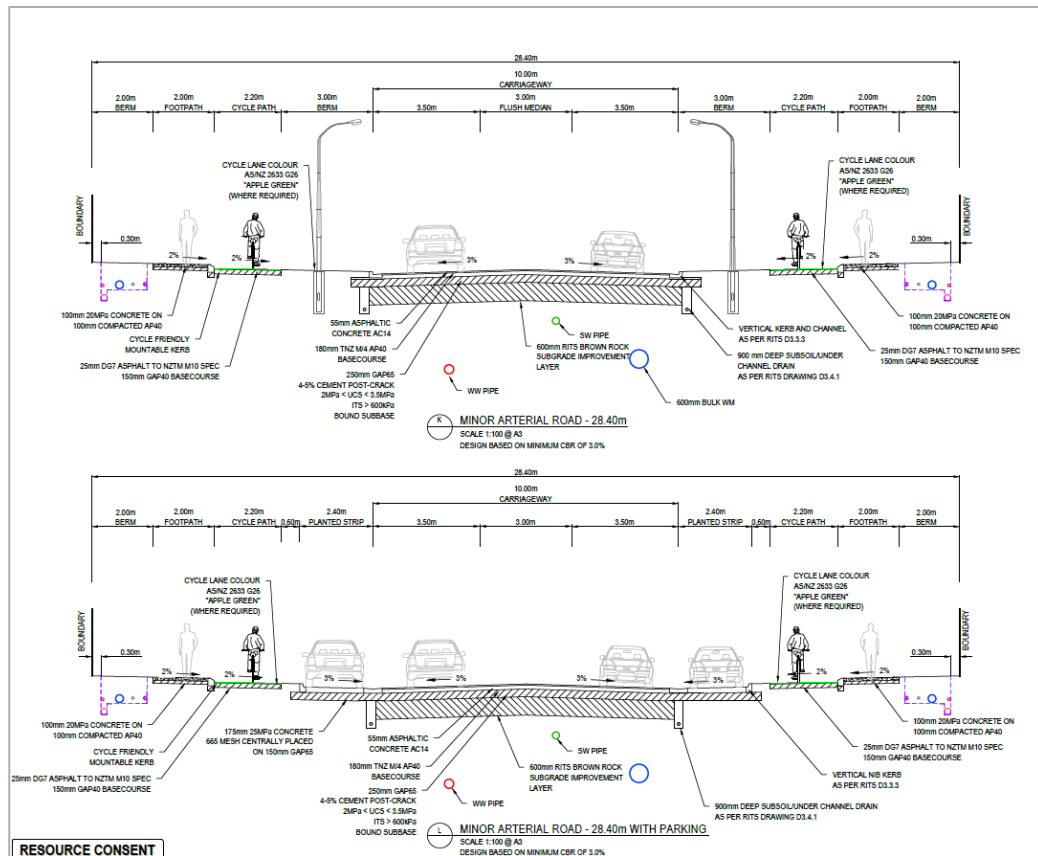 28.40m
10.00m
CARRIAGEWAY
2.00m 2.00m 2.20m 3.00m 3.50m 3.00m 3.50m 3.00m 2.20m 2.00m 2.00m
BERM FOOTPATH CYCLE PATH BERM FLUSH MEDIAN BERM CYCLE PATH FOOTPATH BERM
CYCLE LANE COLOUR
AS/NZ 2633 G26
"APPLE GREEN"
(WHERE REQUIRED)
CYCLE LANE COLOUR
AS/NZ 2633 G26
"APPLE GREEN"
(WHERE REQUIRED)
BOUNDARY
BOUNDARY
0.30m
0.30m
2% 2% 3% 3% 2% 2%
100mm 20MPa CONCRETE ON
100mm COMPACTED AP40
CYCLE FRIENDLY
MOUNTABLE KERB
25mm DG7 ASPHALT TO NZTM M10 SPEC
150mm GAP40 BASECOURSE
55mm ASPHALTIC
CONCRETE AC14
180mm TNZ M/4 AP40
BASECOURSE
250mm GAP65
4-5% CEMENT POST-CRACK
2MPa < UCS < 3.5MPa
ITS > 600kPa
BOUND SUBBASE
SW PIPE
600mm RITS BROWN ROCK
SUBGRADE IMPROVEMENT
LAYER
WW PIPE
600mm BULK WM
VERTICAL KERB AND CHANNEL
AS PER RITS D3.3.3
900 mm DEEP SUBSOIL/UNDER
CHANNEL DRAIN
AS PER RITS DRAWING D3.4.1
100mm 20MPa CONCRETE ON
100mm COMPACTED AP40
25mm DG7 ASPHALT TO NZTM M10 SPEC
150mm GAP40 BASECOURSE
K
MINOR ARTERIAL ROAD - 28.40m
SCALE 1:100 @ A3
DESIGN BASED ON MINIMUM CBR OF 3.0%
28.40m
10.00m
CARRIAGEWAY
2.00m 2.00m 2.20m 2.40m 3.50m 3.00m 3.50m 2.40m 2.20m 2.00m 2.00m
BERM FOOTPATH CYCLE PATH 0.60m PLANTED STRIP PLANTED STRIP 0.60m CYCLE PATH FOOTPATH BERM
CYCLE LANE COLOUR
AS/NZ 2633 G26
"APPLE GREEN"
(WHERE REQUIRED)
CYCLE LANE COLOUR
AS/NZ 2633 G26
"APPLE GREEN"
(WHERE REQUIRED)
BOUNDARY
BOUNDARY
0.30m
0.30m
2% 2% 3% 3% 3% 3% 2% 2%
100mm 20MPa CONCRETE ON
100mm COMPACTED AP40
CYCLE FRIENDLY
MOUNTABLE KERB
25mm DG7 ASPHALT TO NZTM M10 SPEC
150mm GAP40 BASECOURSE
175mm 25MPa CONCRETE
665 MESH CENTRALLY PLACED
ON 150mm GAP65
55mm ASPHALTIC
CONCRETE AC14
180mm TNZ M/4 AP40
BASECOURSE
250mm GAP65
4-5% CEMENT POST-CRACK
2MPa < UCS < 3.5MPa
ITS > 600kPa
BOUND SUBBASE
SW PIPE
600mm RITS BROWN ROCK
SUBGRADE IMPROVEMENT
LAYER
WW PIPE
100mm 20MPa CONCRETE ON
100mm COMPACTED AP40
25mm DG7 ASPHALT TO NZTM M10 SPEC
150mm GAP40 BASECOURSE
VERTICAL NIB KERB
AS PER RITS D3.3.3
900mm DEEP SUBSOIL/UNDER CHANNEL DRAIN
AS PER RITS DRAWING D3.4.1
L
MINOR ARTERIAL ROAD - 28.40m WITH PARKING
SCALE 1:100 @ A3
DESIGN BASED ON MINIMUM CBR OF 3.0%
RESOURCE CONSENT